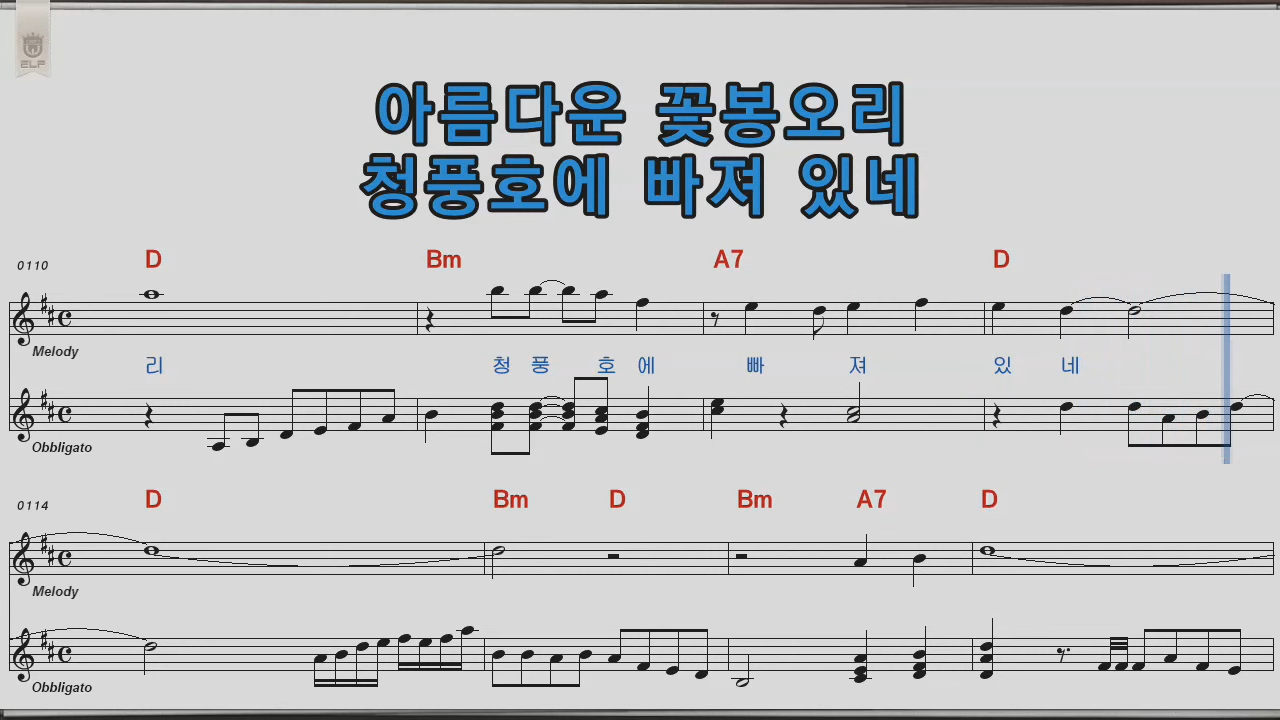 ELF
아름다운 꽃봉오리
청풍호에 빠져 있네
0110 D Bm A7 D
Melody
리 청 풍 호 에 빠 져 있 네
Obbligato
0114 D Bm D Bm A7 D
Melody
Obbligato